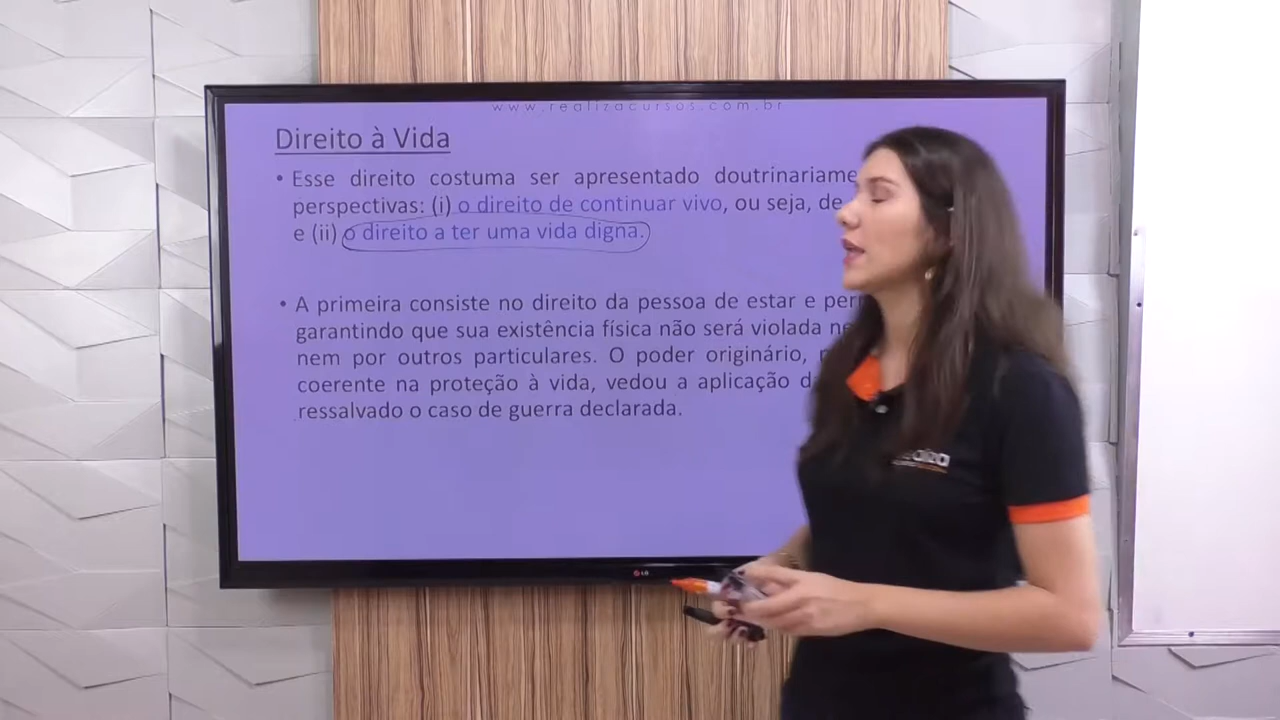 www.realizacursos.com.br
Direito à Vida
• Esse direito costuma ser apresentado
perspectivas: (i) o direito de continuar vivo, ou seja, de
e (ii) o direito a ter uma vida digna.
• A primeira consiste no direito da pessoa de estar e
garantindo que sua existência física não será violada
nem por outros particulares. O poder originário,
coerente na proteção à vida, vedou a aplicação
ressalvado o caso de guerra declarada.
LG